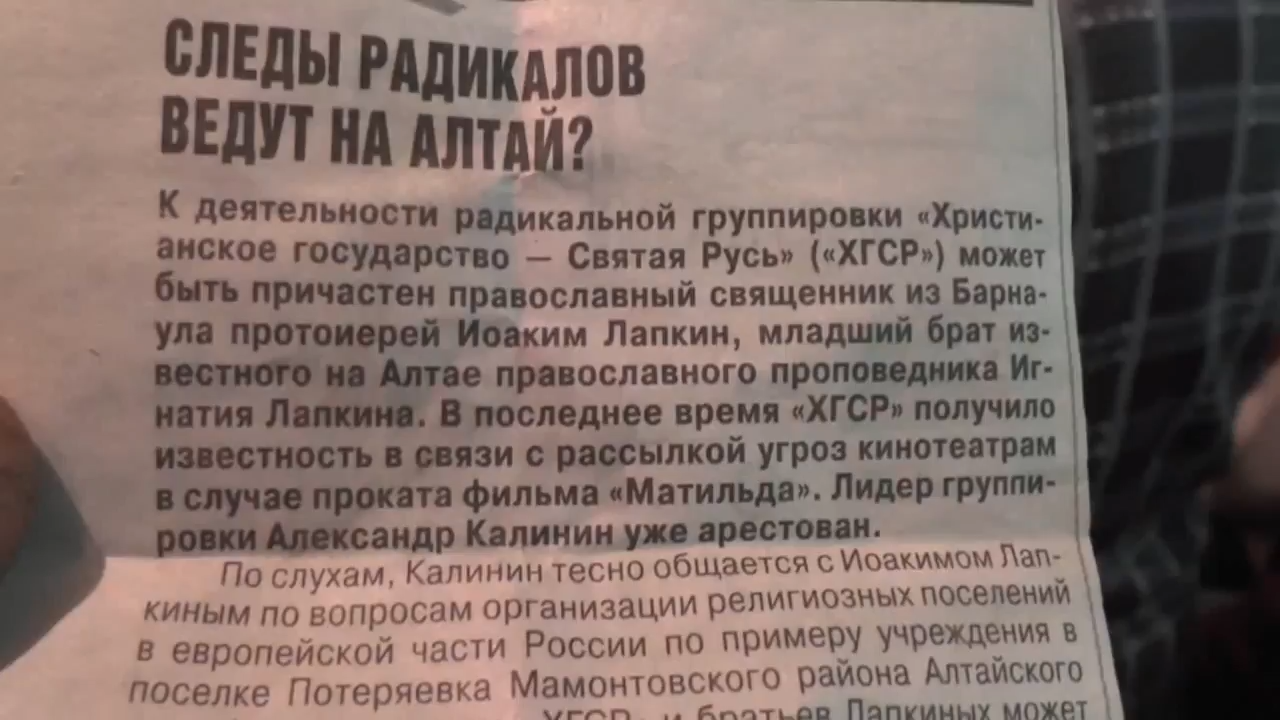 СЛЕДЫ РАДИКАЛОВ
ВЕДУТ НА АЛТАЙ?
К деятельности радикальной группировки «Христи-
анское государство — Святая Русь» («ХГСР») может
быть причастен православный священник из Барна-
ула протоиерей Иоаким Лапкин, младший брат из-
вестного на Алтае православного проповедника Иг-
натия Лапкина. В последнее время «ХГСР» получило
известность в связи с рассылкой угроз кинотеатрам
в случае проката фильма «Матильда». Лидер группи-
ровки Александр Калинин уже арестован.
По слухам, Калинин тесно общается с Иоакимом Лап-
киным по вопросам организации религиозных поселений
в европейской части России по примеру учреждения в
поселке Потеряевка Мамонтовского района Алтайского
ХГСР» и братьев Лапкиных может